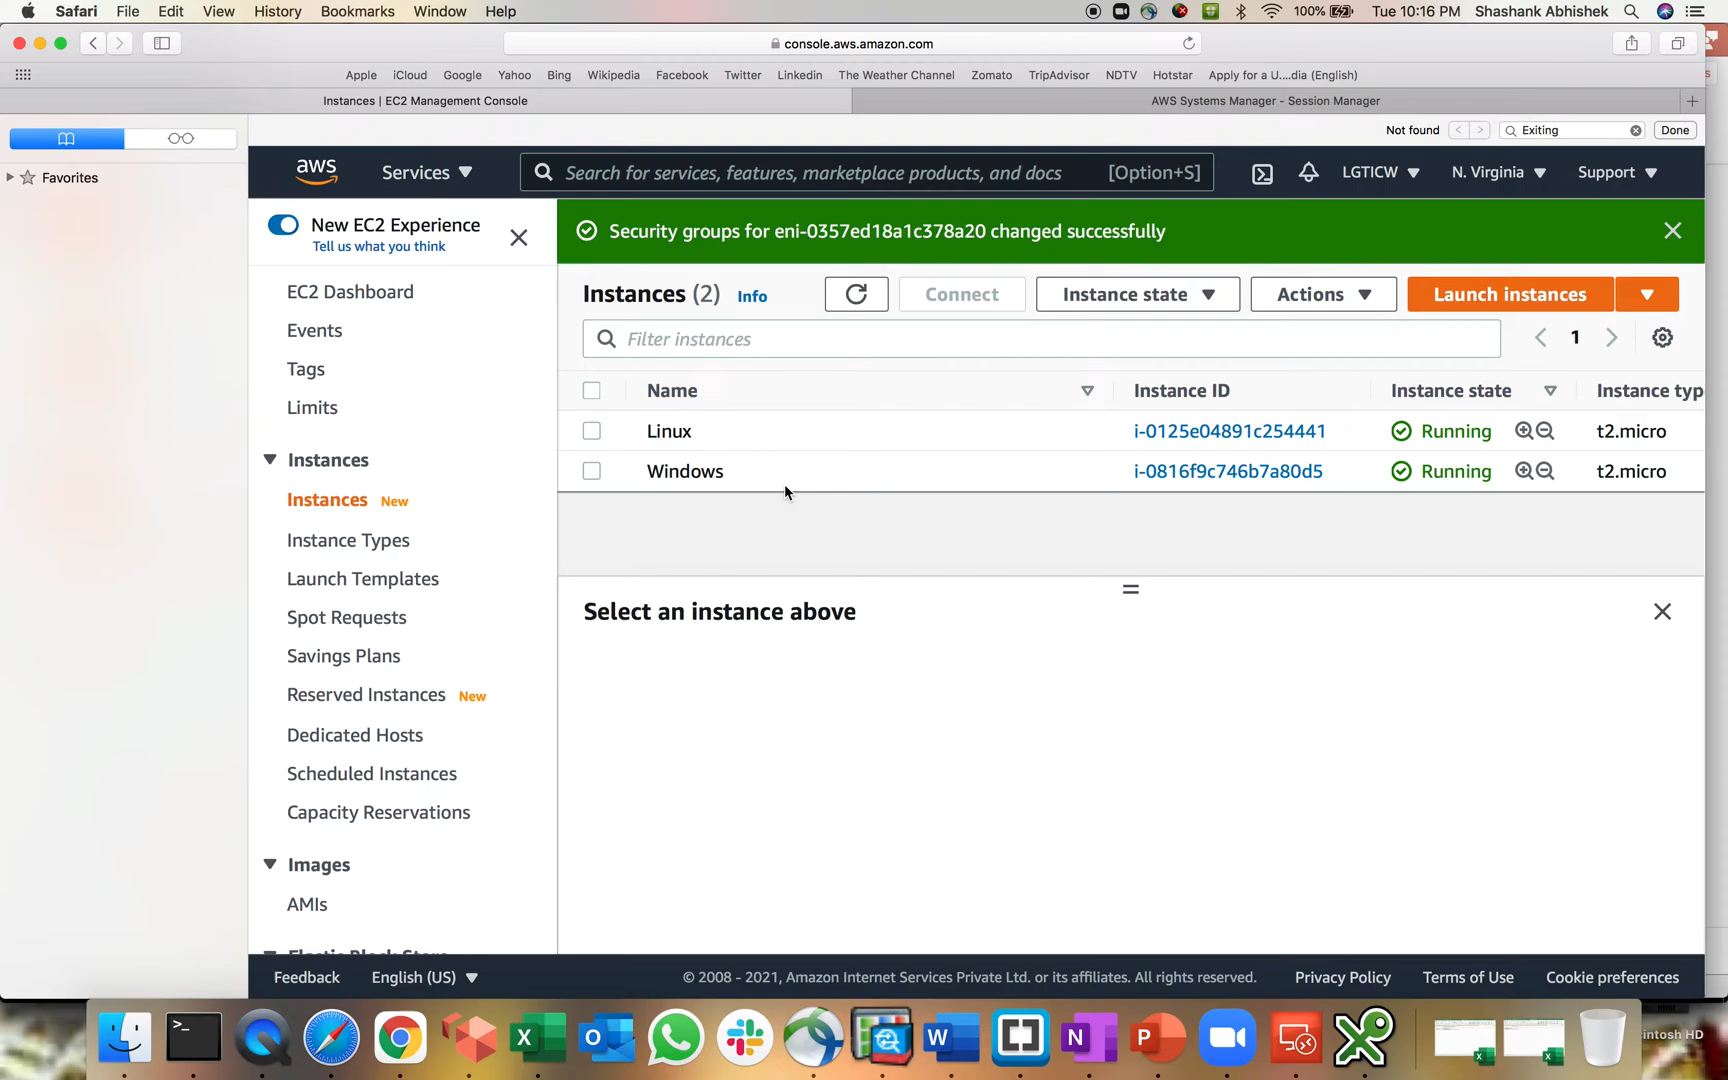 Safari File Edit View History Bookmarks Window Help
100% Tue 10:16 PM Shashank Abhishek
console.aws.amazon.com
Apple iCloud Google Yahoo Bing Wikipedia Facebook Twitter Linkedin The Weather Channel Zomato TripAdvisor NDTV Hotstar Apply for a U....dia (English)
Instances | EC2 Management Console
AWS Systems Manager - Session Manager
Not found Exiting Done
Favorites
aws Services Search for services, features, marketplace products, and docs [Option+S] LGTICW N. Virginia Support
New EC2 Experience
Tell us what you think
Security groups for eni-0357ed18a1c378a20 changed successfully
EC2 Dashboard
Events
Tags
Limits
Instances
Instances New
Instance Types
Launch Templates
Spot Requests
Savings Plans
Reserved Instances New
Dedicated Hosts
Scheduled Instances
Capacity Reservations
Images
AMIs
Elastic Block Store
Instances (2) Info Connect Instance state Actions Launch instances
Filter instances 1
Name Instance ID Instance state Instance typ
Linux i-0125e04891c254441 Running t2.micro
Windows i-0816f9c746b7a80d5 Running t2.micro
Select an instance above
Feedback English (US) © 2008 - 2021, Amazon Internet Services Private Ltd. or its affiliates. All rights reserved. Privacy Policy Terms of Use Cookie preferences
intosh HD